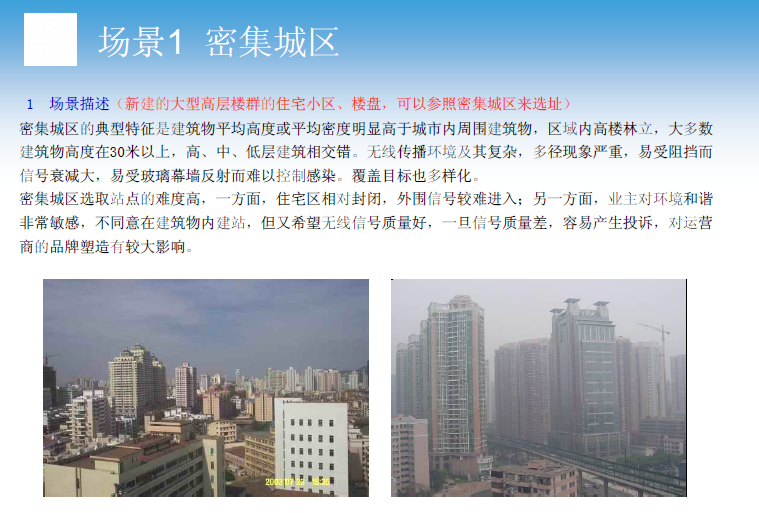 场景1 密集城区
1 场景描述（新建的大型高层楼群的住宅小区、楼盘，可以参照密集城区来选址）
密集城区的典型特征是建筑物平均高度或平均密度明显高于城市内周围建筑物，区域内高楼林立，大多数
建筑物高度在30米以上，高、中、低层建筑相交错。无线传播环境及其复杂，多径现象严重，易受阻挡而
信号衰减大，易受玻璃幕墙反射而难以控制感染。覆盖目标也多样化。
密集城区选取站点的难度高，一方面，住宅区相对封闭，外围信号较难进入；另一方面，业主对环境和谐
非常敏感，不同意在建筑物内建站，但又希望无线信号质量好，一旦信号质量差，容易产生投诉，对运营
商的品牌塑造有较大影响。
2003 07 23